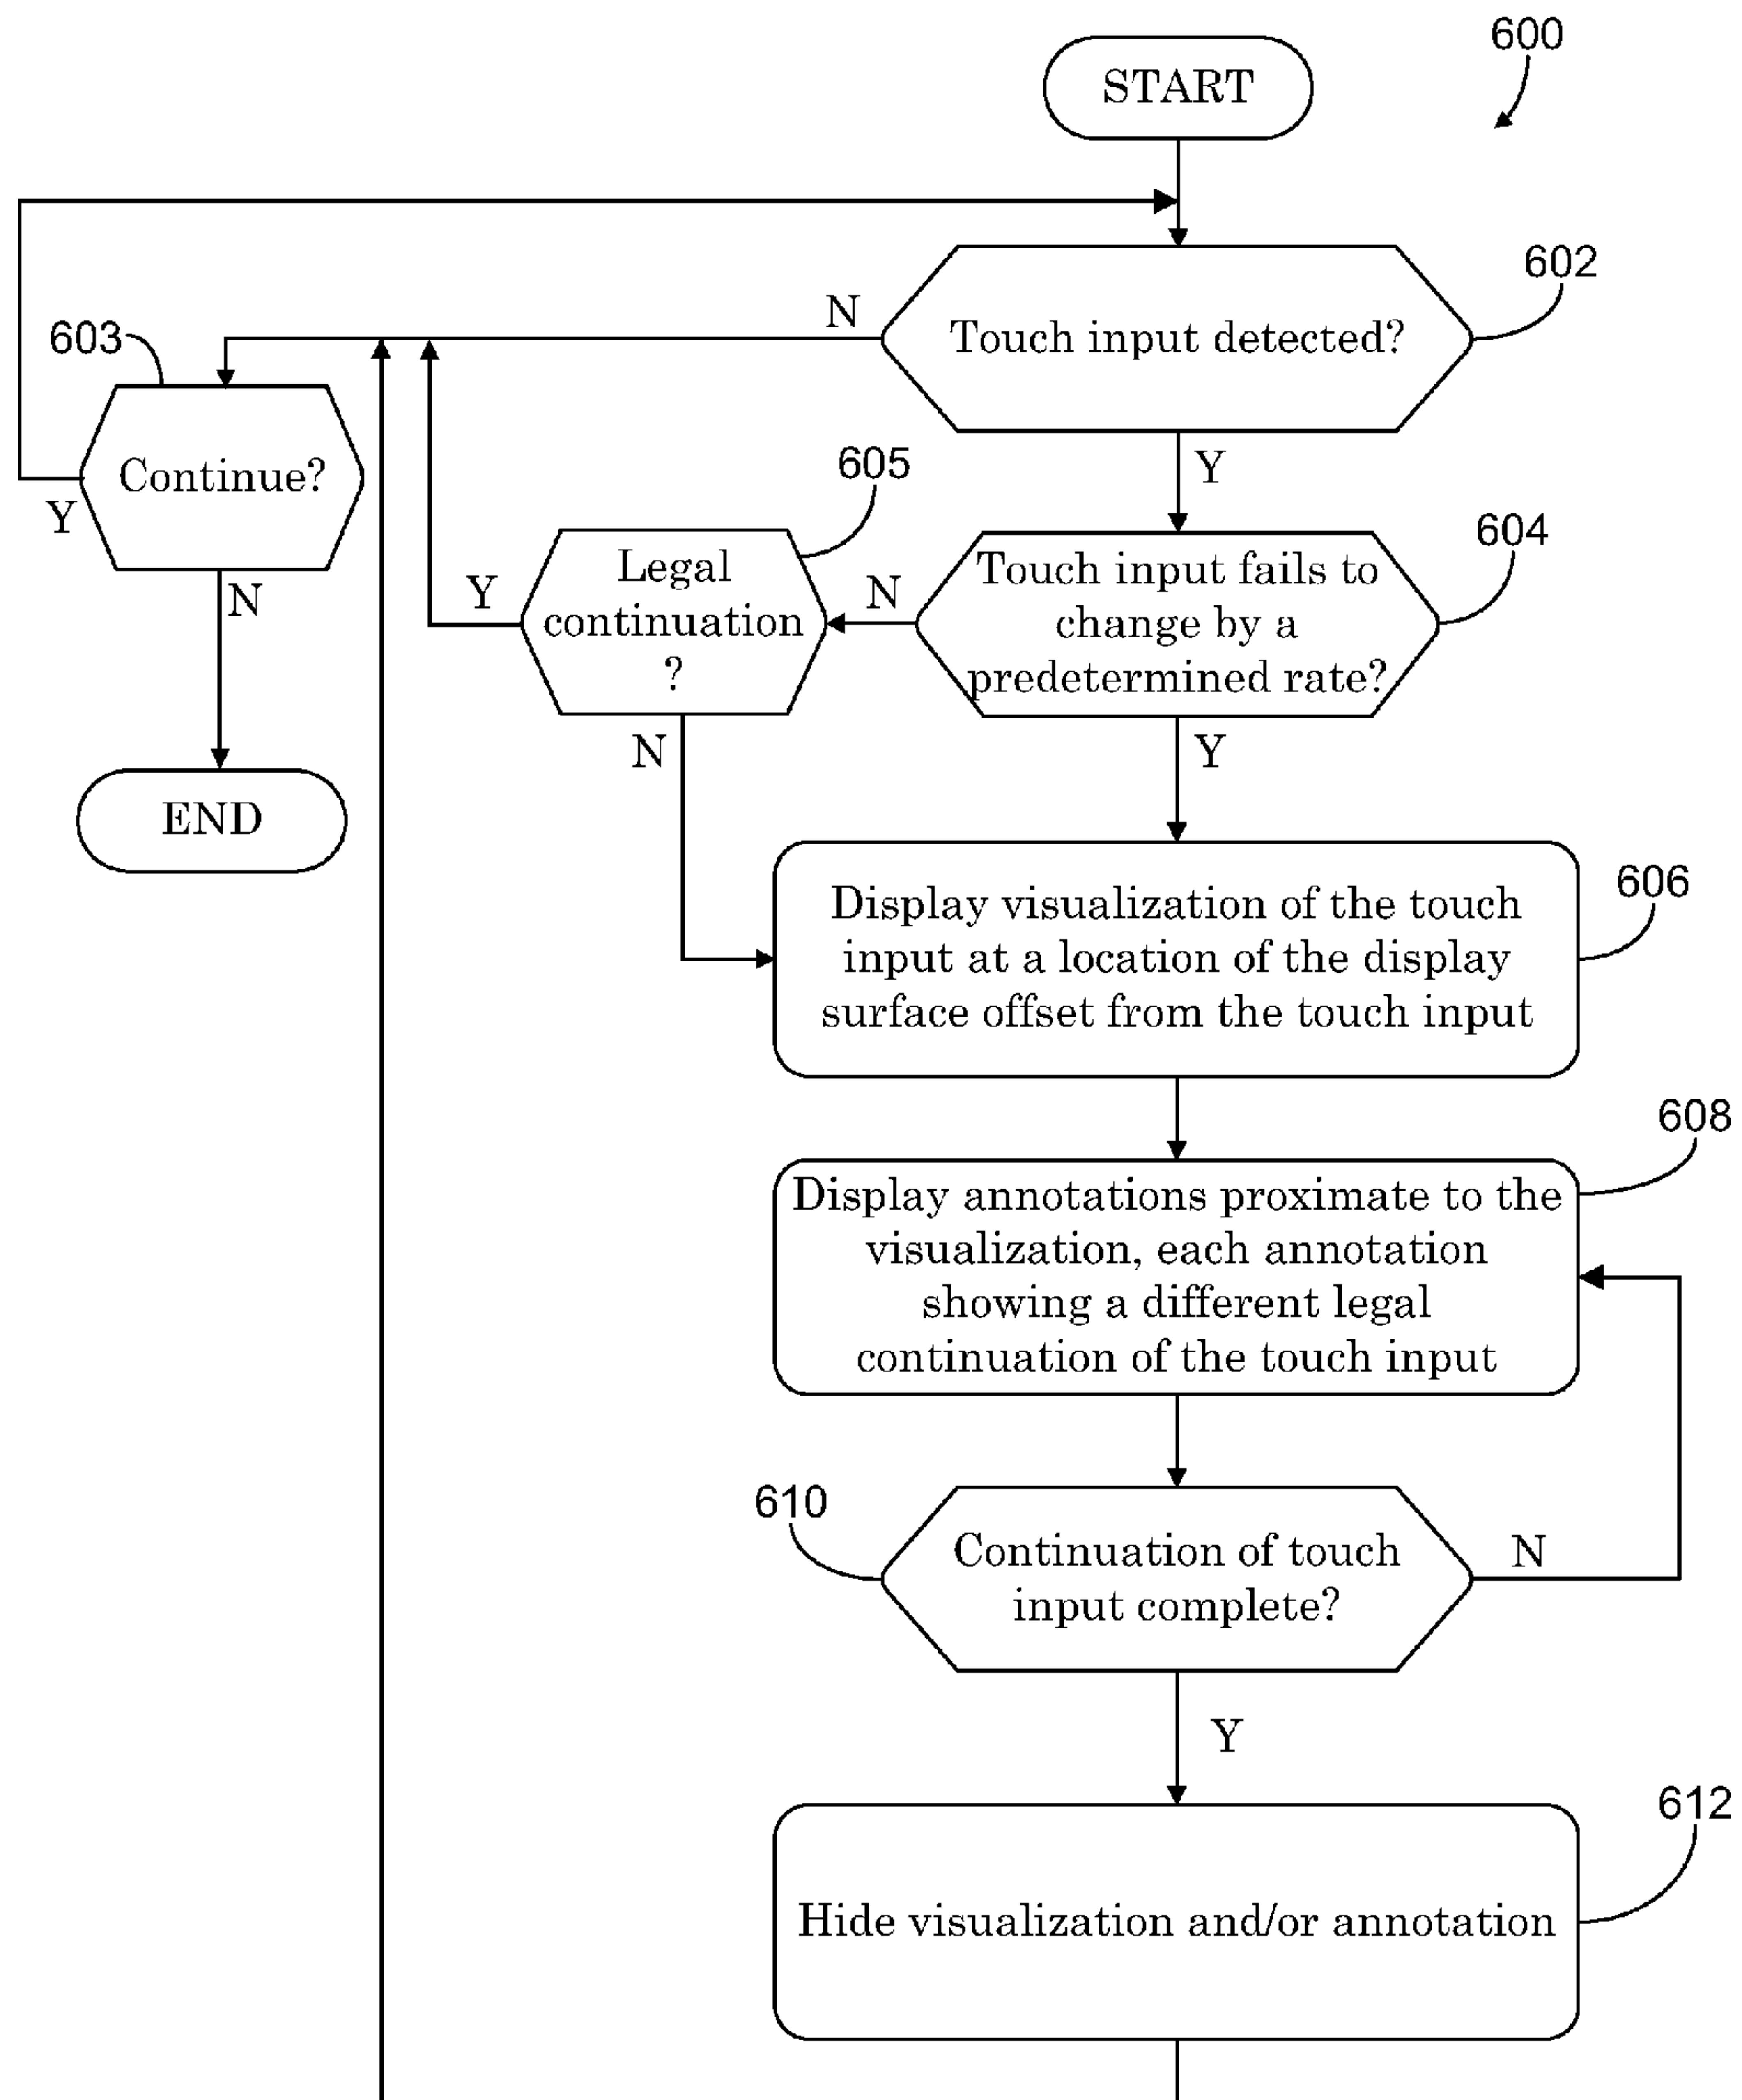 600
START
602
N
Touch input detected?
603
Continue?
Y
Y
605
604
Legal
continuation
?
Y
N
Touch input fails to
change by a
predetermined rate?
N
N
Y
END
606
Display visualization of the touch
input at a location of the display
surface offset from the touch input
608
Display annotations proximate to the
visualization, each annotation
showing a different legal
continuation of the touch input
610
Continuation of touch
input complete?
N
Y
612
Hide visualization and/or annotation